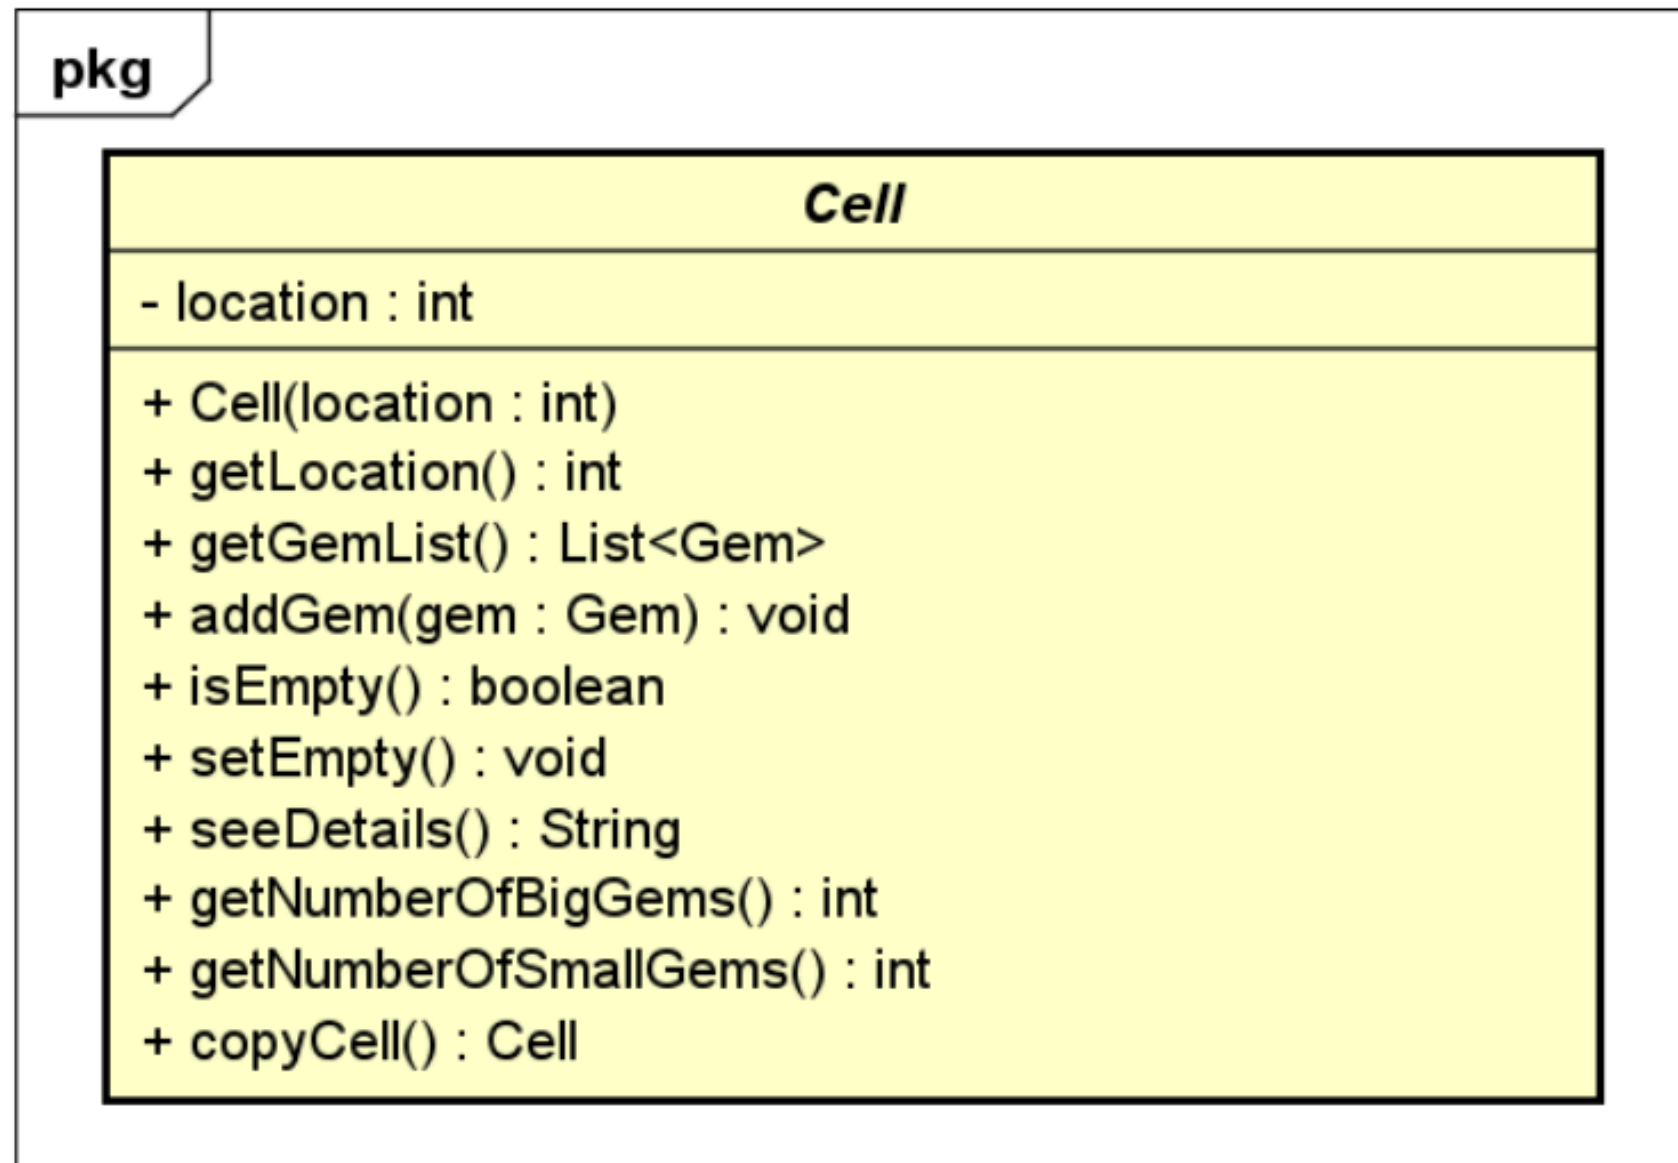 pkg
Cell
- location : int
+ Cell(location : int)
+ getLocation() : int
+ getGemList() : List<Gem>
+ addGem(gem : Gem) : void
+ isEmpty() : boolean
+ setEmpty() : void
+ seeDetails() : String
+ getNumberOfBigGems() : int
+ getNumberOfSmallGems() : int
+ copyCell() : Cell